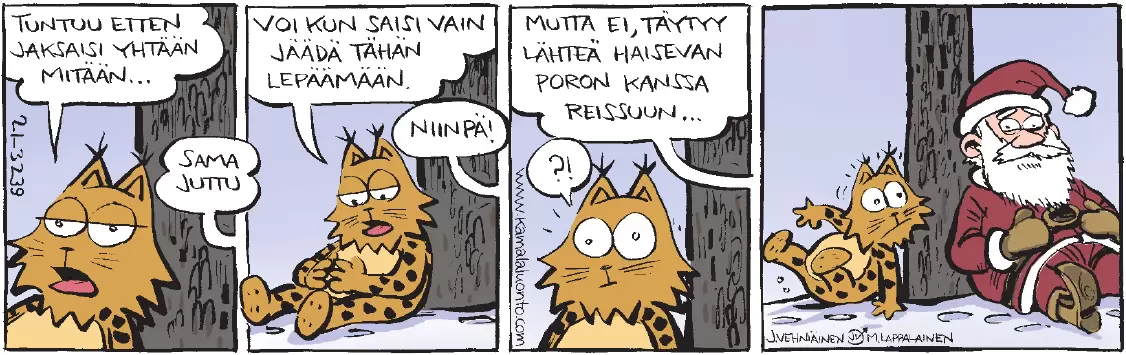 TUNTUU ETTEN
JAKSAISI YHTÄÄN
MITÄÄN...
SAMA
JUTTU
21-3239
VOI KUN SAISI VAIN
JÄÄDÄ TÄHÄN
LEPÄÄMÄÄN.
NIINPÄ!
MUTTA EI, TÄYTYY
LÄHTEÄ HAISEVAN
PORON KANSSA
REISSUUN...
?!
www.kamalaluonto.com
J.VEHNIÄINEN JV M.LAPPALAINEN